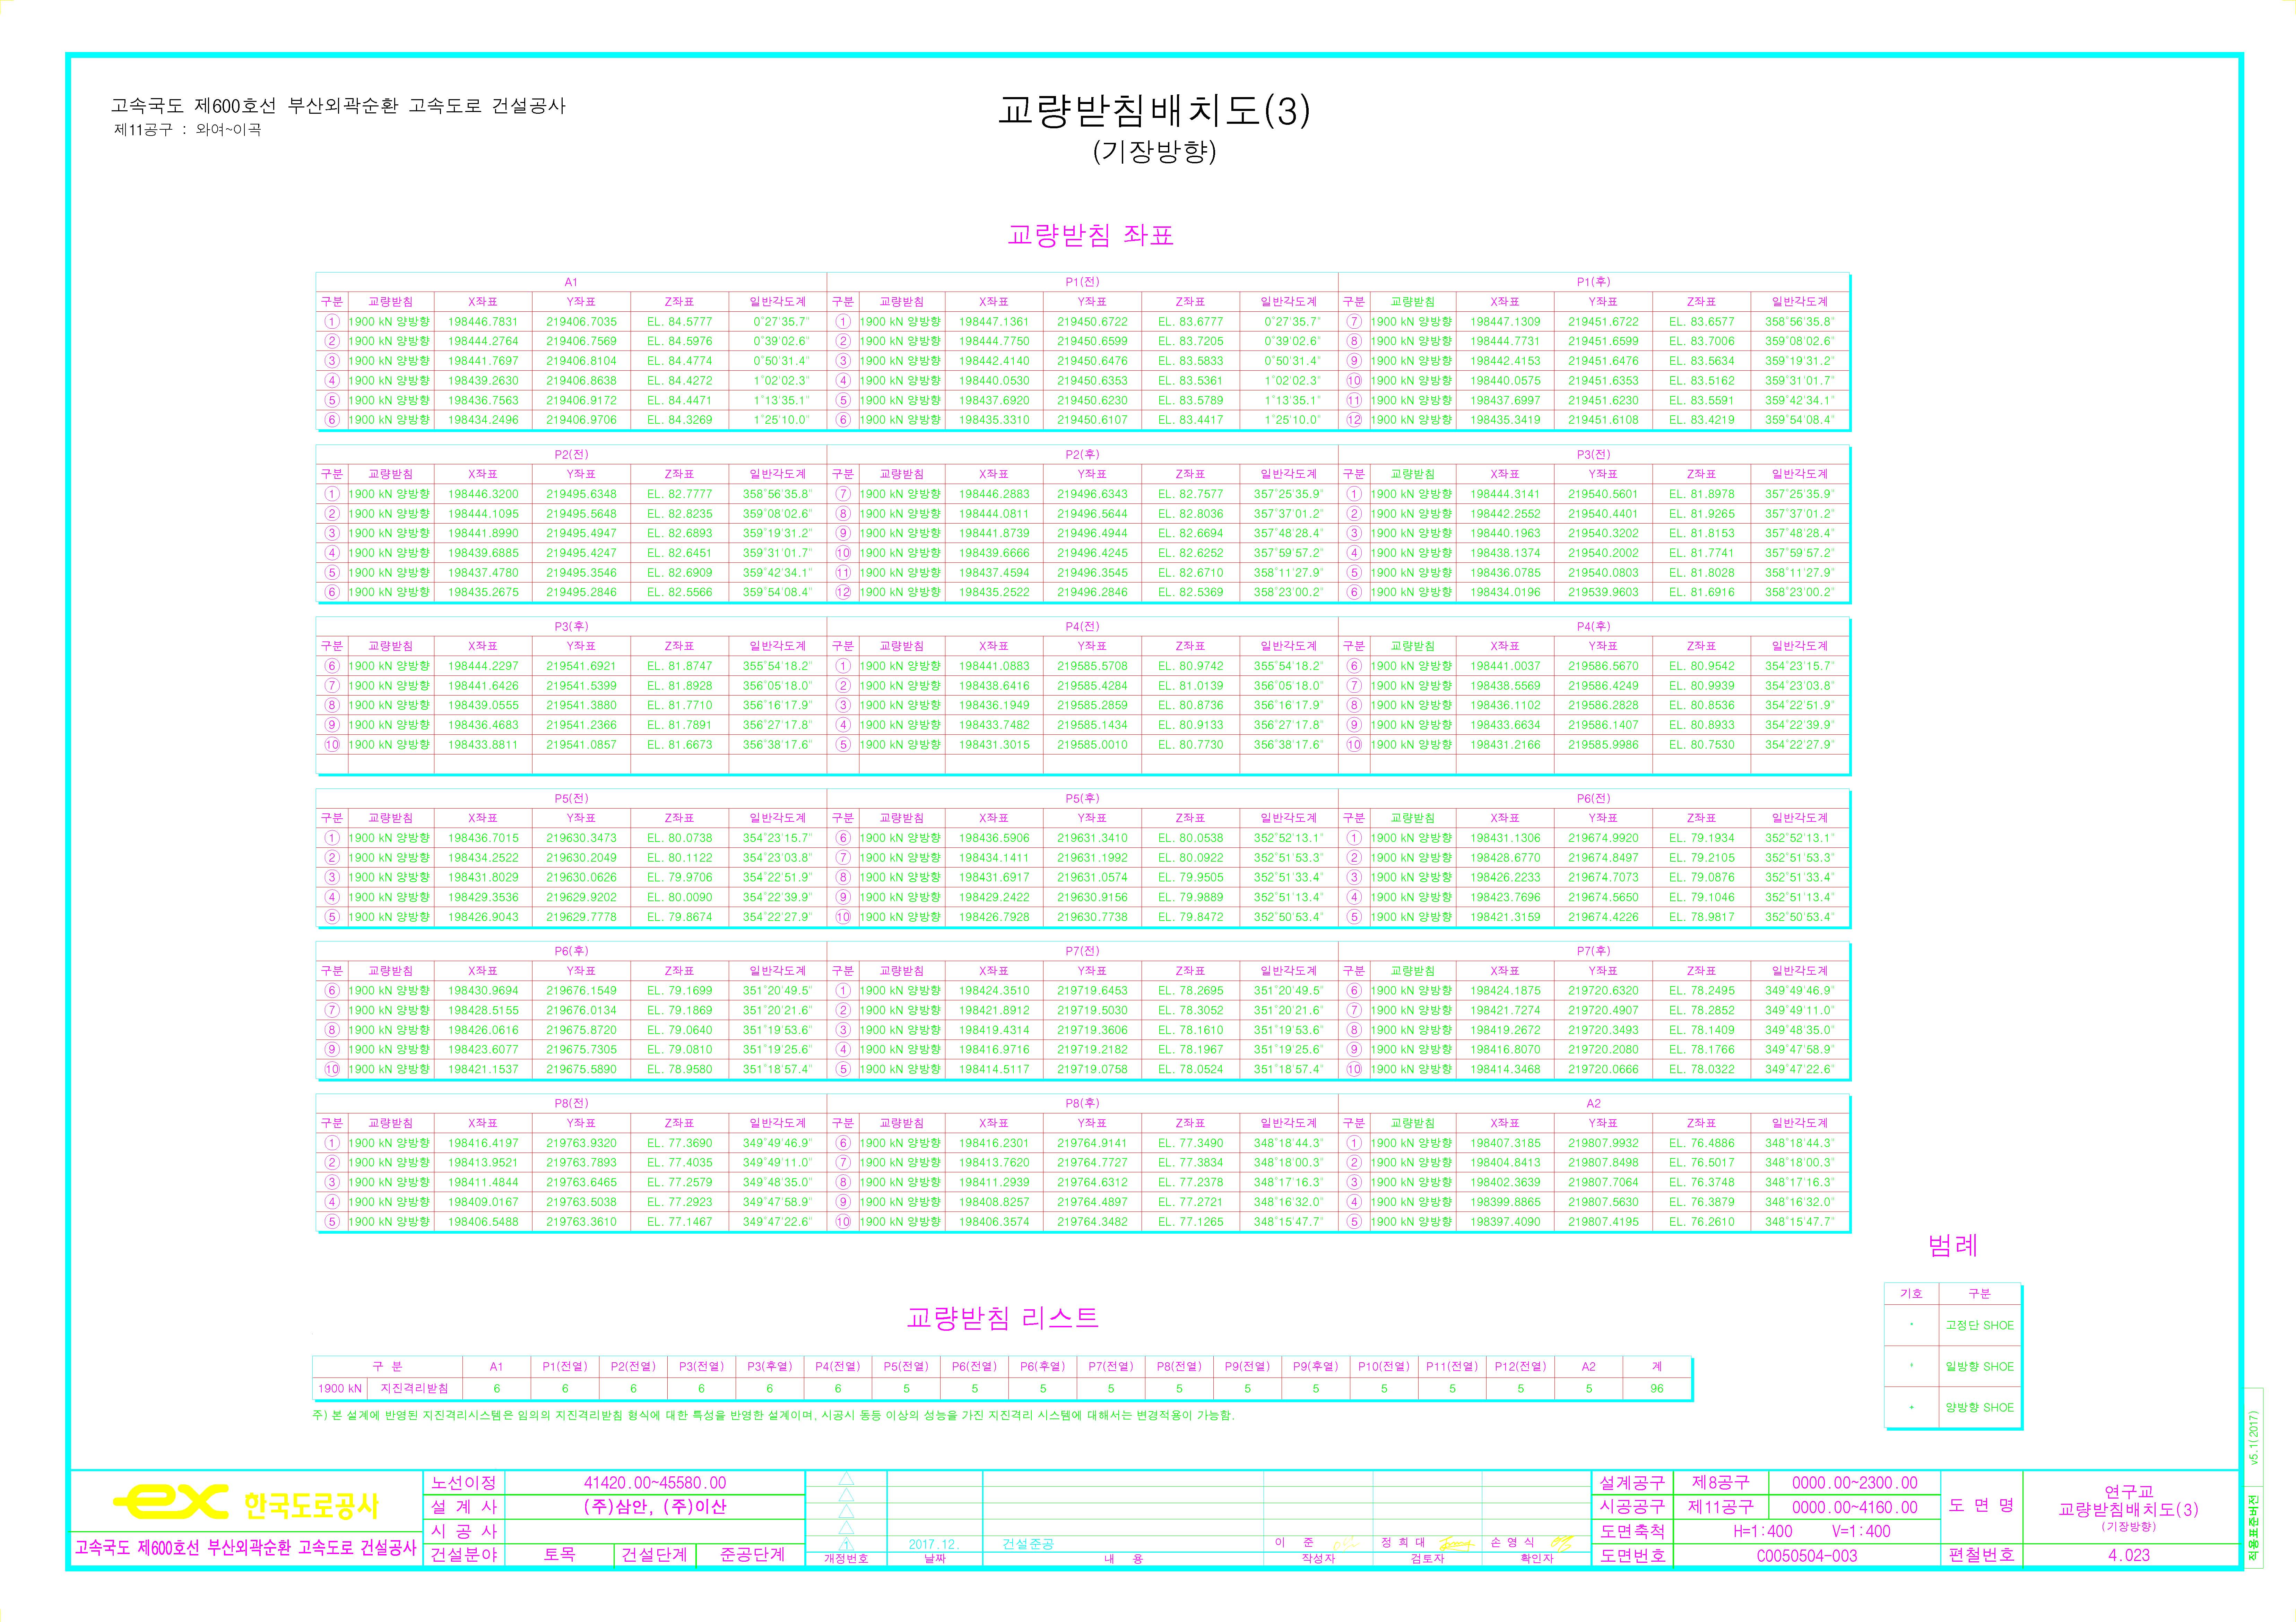 고속국도 제600호선 부산외곽순환 고속도로 건설공사
제11공구 : 와여~이곡
교량받침배치도(3)
(기장방향)
교량받침 좌표
A1 P1(전) P1(후)
구분 교량받침 X좌표 Y좌표 Z좌표 일반각도계 구분 교량받침 X좌표 Y좌표 Z좌표 일반각도계 구분 교량받침 X좌표 Y좌표 Z좌표 일반각도계
① 1900 kN 양방향 198446.7831 219406.7035 EL. 84.5777 0°27'35.7" ① 1900 kN 양방향 198447.1361 219450.6722 EL. 83.6777 0°27'35.7" ⑦ 1900 kN 양방향 198447.1309 219451.6722 EL. 83.6577 358°56'35.8"
② 1900 kN 양방향 198444.2764 219406.7569 EL. 84.5976 0°39'02.6" ② 1900 kN 양방향 198444.7750 219450.6599 EL. 83.7205 0°39'02.6" ⑧ 1900 kN 양방향 198444.7731 219451.6599 EL. 83.7006 359°08'02.6"
③ 1900 kN 양방향 198441.7697 219406.8104 EL. 84.4774 0°50'31.4" ③ 1900 kN 양방향 198442.4140 219450.6476 EL. 83.5833 0°50'31.4" ⑨ 1900 kN 양방향 198442.4153 219451.6476 EL. 83.5634 359°19'31.2"
④ 1900 kN 양방향 198439.2630 219406.8638 EL. 84.4272 1°02'02.3" ④ 1900 kN 양방향 198440.0530 219450.6353 EL. 83.5361 1°02'02.3" ⑩ 1900 kN 양방향 198440.0575 219451.6353 EL. 83.5162 359°31'01.7"
⑤ 1900 kN 양방향 198436.7563 219406.9172 EL. 84.4471 1°13'35.1" ⑤ 1900 kN 양방향 198437.6920 219450.6230 EL. 83.5789 1°13'35.1" ⑪ 1900 kN 양방향 198437.6997 219451.6230 EL. 83.5591 359°42'34.1"
⑥ 1900 kN 양방향 198434.2496 219406.9706 EL. 84.3269 1°25'10.0" ⑥ 1900 kN 양방향 198435.3310 219450.6107 EL. 83.4417 1°25'10.0" ⑫ 1900 kN 양방향 198435.3419 219451.6108 EL. 83.4219 359°54'08.4"
P2(전) P2(후) P3(전)
구분 교량받침 X좌표 Y좌표 Z좌표 일반각도계 구분 교량받침 X좌표 Y좌표 Z좌표 일반각도계 구분 교량받침 X좌표 Y좌표 Z좌표 일반각도계
① 1900 kN 양방향 198446.3200 219495.6348 EL. 82.7777 358°56'35.8" ⑦ 1900 kN 양방향 198446.2883 219496.6343 EL. 82.7577 357°25'35.9" ① 1900 kN 양방향 198444.3141 219540.5601 EL. 81.8978 357°25'35.9"
② 1900 kN 양방향 198444.1095 219495.5648 EL. 82.8235 359°08'02.6" ⑧ 1900 kN 양방향 198444.0811 219496.5644 EL. 82.8036 357°37'01.2" ② 1900 kN 양방향 198442.2552 219540.4401 EL. 81.9265 357°37'01.2"
③ 1900 kN 양방향 198441.8990 219495.4947 EL. 82.6893 359°19'31.2" ⑨ 1900 kN 양방향 198441.8739 219496.4944 EL. 82.6694 357°48'28.4" ③ 1900 kN 양방향 198440.1963 219540.3202 EL. 81.8153 357°48'28.4"
④ 1900 kN 양방향 198439.6885 219495.4247 EL. 82.6451 359°31'01.7" ⑩ 1900 kN 양방향 198439.6666 219496.4245 EL. 82.6252 357°59'57.2" ④ 1900 kN 양방향 198438.1374 219540.2002 EL. 81.7741 357°59'57.2"
⑤ 1900 kN 양방향 198437.4780 219495.3546 EL. 82.6909 359°42'34.1" ⑪ 1900 kN 양방향 198437.4594 219496.3545 EL. 82.6710 358°11'27.9" ⑤ 1900 kN 양방향 198436.0785 219540.0803 EL. 81.8028 358°11'27.9"
⑥ 1900 kN 양방향 198435.2675 219495.2846 EL. 82.5566 359°54'08.4" ⑫ 1900 kN 양방향 198435.2522 219496.2846 EL. 82.5369 358°23'00.2" ⑥ 1900 kN 양방향 198434.0196 219539.9603 EL. 81.6916 358°23'00.2"
P3(후) P4(전) P4(후)
구분 교량받침 X좌표 Y좌표 Z좌표 일반각도계 구분 교량받침 X좌표 Y좌표 Z좌표 일반각도계 구분 교량받침 X좌표 Y좌표 Z좌표 일반각도계
⑥ 1900 kN 양방향 198444.2297 219541.6921 EL. 81.8747 355°54'18.2" ① 1900 kN 양방향 198441.0883 219585.5708 EL. 80.9742 355°54'18.2" ⑥ 1900 kN 양방향 198441.0037 219586.5670 EL. 80.9542 354°23'15.7"
⑦ 1900 kN 양방향 198441.6426 219541.5399 EL. 81.8928 356°05'18.0" ② 1900 kN 양방향 198438.6416 219585.4284 EL. 81.0139 356°05'18.0" ⑦ 1900 kN 양방향 198438.5569 219586.4249 EL. 80.9939 354°23'03.8"
⑧ 1900 kN 양방향 198439.0555 219541.3880 EL. 81.7710 356°16'17.9" ③ 1900 kN 양방향 198436.1949 219585.2859 EL. 80.8736 356°16'17.9" ⑧ 1900 kN 양방향 198436.1102 219586.2828 EL. 80.8536 354°22'51.9"
⑨ 1900 kN 양방향 198436.4683 219541.2366 EL. 81.7891 356°27'17.8" ④ 1900 kN 양방향 198433.7482 219585.1434 EL. 80.9133 356°27'17.8" ⑨ 1900 kN 양방향 198433.6634 219586.1407 EL. 80.8933 354°22'39.9"
⑩ 1900 kN 양방향 198433.8811 219541.0857 EL. 81.6673 356°38'17.6" ⑤ 1900 kN 양방향 198431.3015 219585.0010 EL. 80.7730 356°38'17.6" ⑩ 1900 kN 양방향 198431.2166 219585.9986 EL. 80.7530 354°22'27.9"
P5(전) P5(후) P6(전)
구분 교량받침 X좌표 Y좌표 Z좌표 일반각도계 구분 교량받침 X좌표 Y좌표 Z좌표 일반각도계 구분 교량받침 X좌표 Y좌표 Z좌표 일반각도계
① 1900 kN 양방향 198436.7015 219630.3473 EL. 80.0738 354°23'15.7" ⑥ 1900 kN 양방향 198436.5906 219631.3410 EL. 80.0538 352°52'13.1" ① 1900 kN 양방향 198431.1306 219674.9920 EL. 79.1934 352°52'13.1"
② 1900 kN 양방향 198434.2522 219630.2049 EL. 80.1122 354°23'03.8" ⑦ 1900 kN 양방향 198434.1411 219631.1992 EL. 80.0922 352°51'53.3" ② 1900 kN 양방향 198428.6770 219674.8497 EL. 79.2105 352°51'53.3"
③ 1900 kN 양방향 198431.8029 219630.0626 EL. 79.9706 354°22'51.9" ⑧ 1900 kN 양방향 198431.6917 219631.0574 EL. 79.9505 352°51'33.4" ③ 1900 kN 양방향 198426.2233 219674.7073 EL. 79.0876 352°51'33.4"
④ 1900 kN 양방향 198429.3536 219629.9202 EL. 80.0090 354°22'39.9" ⑨ 1900 kN 양방향 198429.2422 219630.9156 EL. 79.9889 352°51'13.4" ④ 1900 kN 양방향 198423.7696 219674.5650 EL. 79.1046 352°51'13.4"
⑤ 1900 kN 양방향 198426.9043 219629.7778 EL. 79.8674 354°22'27.9" ⑩ 1900 kN 양방향 198426.7928 219630.7738 EL. 79.8472 352°50'53.4" ⑤ 1900 kN 양방향 198421.3159 219674.4226 EL. 78.9817 352°50'53.4"
P6(후) P7(전) P7(후)
구분 교량받침 X좌표 Y좌표 Z좌표 일반각도계 구분 교량받침 X좌표 Y좌표 Z좌표 일반각도계 구분 교량받침 X좌표 Y좌표 Z좌표 일반각도계
⑥ 1900 kN 양방향 198430.9694 219676.1549 EL. 79.1699 351°20'49.5" ① 1900 kN 양방향 198424.3510 219719.6453 EL. 78.2695 351°20'49.5" ⑥ 1900 kN 양방향 198424.1875 219720.6320 EL. 78.2495 349°49'46.9"
⑦ 1900 kN 양방향 198428.5155 219676.0134 EL. 79.1869 351°20'21.6" ② 1900 kN 양방향 198421.8912 219719.5030 EL. 78.3052 351°20'21.6" ⑦ 1900 kN 양방향 198421.7274 219720.4907 EL. 78.2852 349°49'11.0"
⑧ 1900 kN 양방향 198426.0616 219675.8720 EL. 79.0640 351°19'53.6" ③ 1900 kN 양방향 198419.4314 219719.3606 EL. 78.1610 351°19'53.6" ⑧ 1900 kN 양방향 198419.2672 219720.3493 EL. 78.1409 349°48'35.0"
⑨ 1900 kN 양방향 198423.6077 219675.7305 EL. 79.0810 351°19'25.6" ④ 1900 kN 양방향 198416.9716 219719.2182 EL. 78.1967 351°19'25.6" ⑨ 1900 kN 양방향 198416.8070 219720.2080 EL. 78.1766 349°47'58.9"
⑩ 1900 kN 양방향 198421.1537 219675.5890 EL. 78.9580 351°18'57.4" ⑤ 1900 kN 양방향 198414.5117 219719.0758 EL. 78.0524 351°18'57.4" ⑩ 1900 kN 양방향 198414.3468 219720.0666 EL. 78.0322 349°47'22.6"
P8(전) P8(후) A2
구분 교량받침 X좌표 Y좌표 Z좌표 일반각도계 구분 교량받침 X좌표 Y좌표 Z좌표 일반각도계 구분 교량받침 X좌표 Y좌표 Z좌표 일반각도계
① 1900 kN 양방향 198416.4197 219763.9320 EL. 77.3690 349°49'46.9" ⑥ 1900 kN 양방향 198416.2301 219764.9141 EL. 77.3490 348°18'44.3" ① 1900 kN 양방향 198407.3185 219807.9932 EL. 76.4886 348°18'44.3"
② 1900 kN 양방향 198413.9521 219763.7893 EL. 77.4035 349°49'11.0" ⑦ 1900 kN 양방향 198413.7620 219764.7727 EL. 77.3834 348°18'00.3" ② 1900 kN 양방향 198404.8413 219807.8498 EL. 76.5017 348°18'00.3"
③ 1900 kN 양방향 198411.4844 219763.6465 EL. 77.2579 349°48'35.0" ⑧ 1900 kN 양방향 198411.2939 219764.6312 EL. 77.2378 348°17'16.3" ③ 1900 kN 양방향 198402.3639 219807.7064 EL. 76.3748 348°17'16.3"
④ 1900 kN 양방향 198409.0167 219763.5038 EL. 77.2923 349°47'58.9" ⑨ 1900 kN 양방향 198408.8257 219764.4897 EL. 77.2721 348°16'32.0" ④ 1900 kN 양방향 198399.8865 219807.5630 EL. 76.3879 348°16'32.0"
⑤ 1900 kN 양방향 198406.5488 219763.3610 EL. 77.1467 349°47'22.6" ⑩ 1900 kN 양방향 198406.3574 219764.3482 EL. 77.1265 348°15'47.7" ⑤ 1900 kN 양방향 198397.4090 219807.4195 EL. 76.2610 348°15'47.7"
범례
기호 구분
고정단 SHOE
일방향 SHOE
양방향 SHOE
교량받침 리스트
구 분 A1 P1(전열) P2(전열) P3(전열) P3(후열) P4(전열) P5(전열) P6(전열) P6(후열) P7(전열) P8(전열) P9(전열) P9(후열) P10(전열) P11(전열) P12(전열) A2 계
1900 kN 지진격리받침 6 6 6 6 6 6 5 5 5 5 5 5 5 5 5 5 5 96
주) 본 설계에 반영된 지진격리시스템은 임의의 지진격리받침 형식에 대한 특성을 반영한 설계이며, 시공시 동등 이상의 성능을 가진 지진격리 시스템에 대해서는 변경적용이 가능함.
ex 한국도로공사
고속국도 제600호선 부산외곽순환 고속도로 건설공사
노선이정 41420.00~45580.00
설 계 사 (주)삼안, (주)이산
시 공 사
건설분야 토목 건설단계 준공단계
1 2017.12. 건설준공 이 준 정 희 대 손 영 식
개정번호 날짜 내 용 작성자 검토자 확인자
설계공구 제8공구 0000.00~2300.00
시공공구 제11공구 0000.00~4160.00
도면축척 H=1:400 V=1:400
도면번호 C0050504-003
도 면 명 연구교
교량받침배치도(3)
(기장방향)
편철번호 4.023
v5.1(2017)
적용표준버전